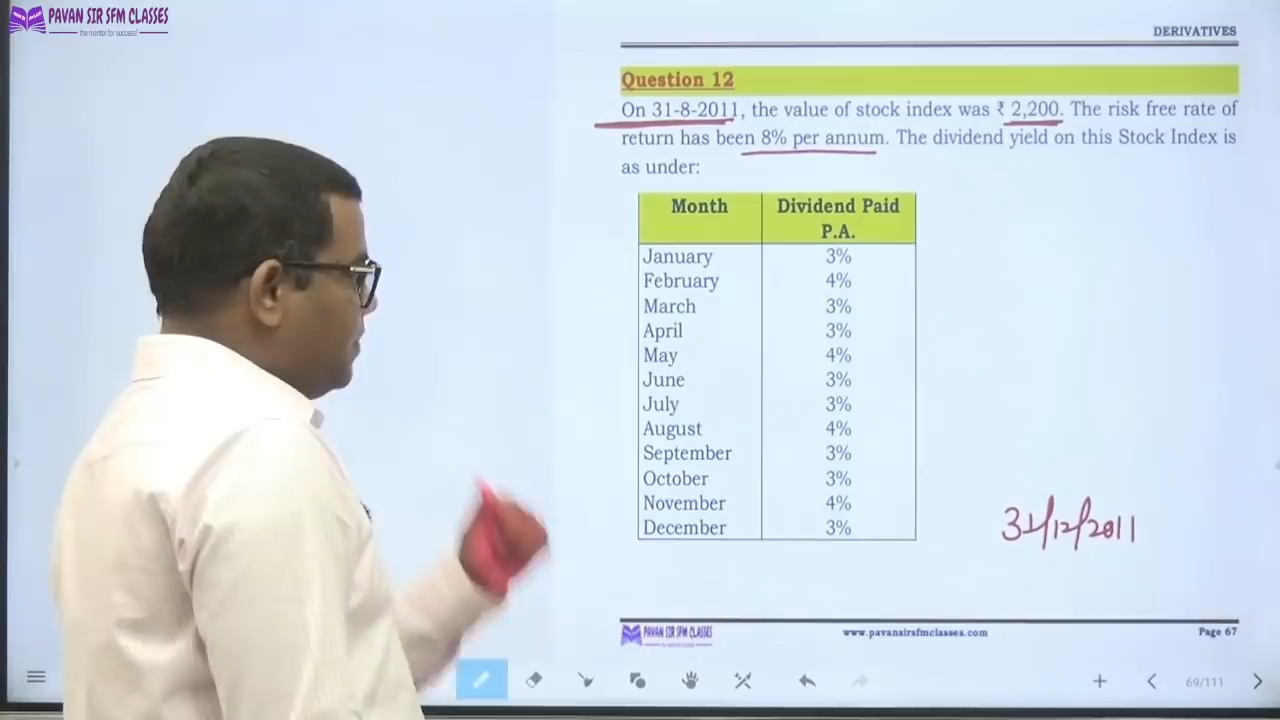 PAVAN SIR SFM CLASSES
the mentor for success!
DERIVATIVES
Question 12
On 31-8-2011, the value of stock index was ₹ 2,200. The risk free rate of
return has been 8% per annum. The dividend yield on this Stock Index is
as under:
Month Dividend Paid
P.A.
January 3%
February 4%
March 3%
April 3%
May 4%
June 3%
July 3%
August 4%
September 3%
October 3%
November 4%
December 3%
31/12/2011
PAVAN SIR SFM CLASSES
www.pavansirsfmclasses.com
Page 67
69/111